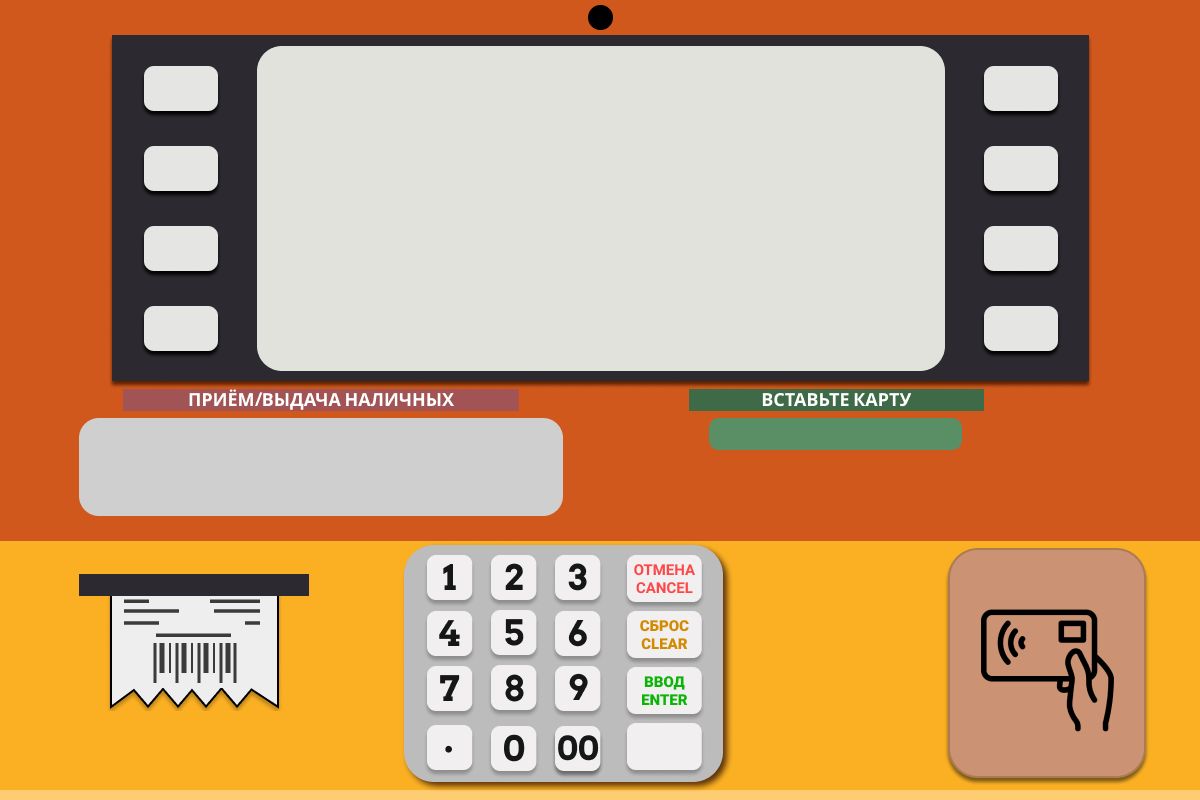 ПРИЁМ/ВЫДАЧА НАЛИЧНЫХ
ВСТАВЬТЕ КАРТУ
1 2 3 ОТМЕНА
CANCEL
4 5 6 СБРОС
CLEAR
7 8 9 ВВОД
ENTER
· 0 00